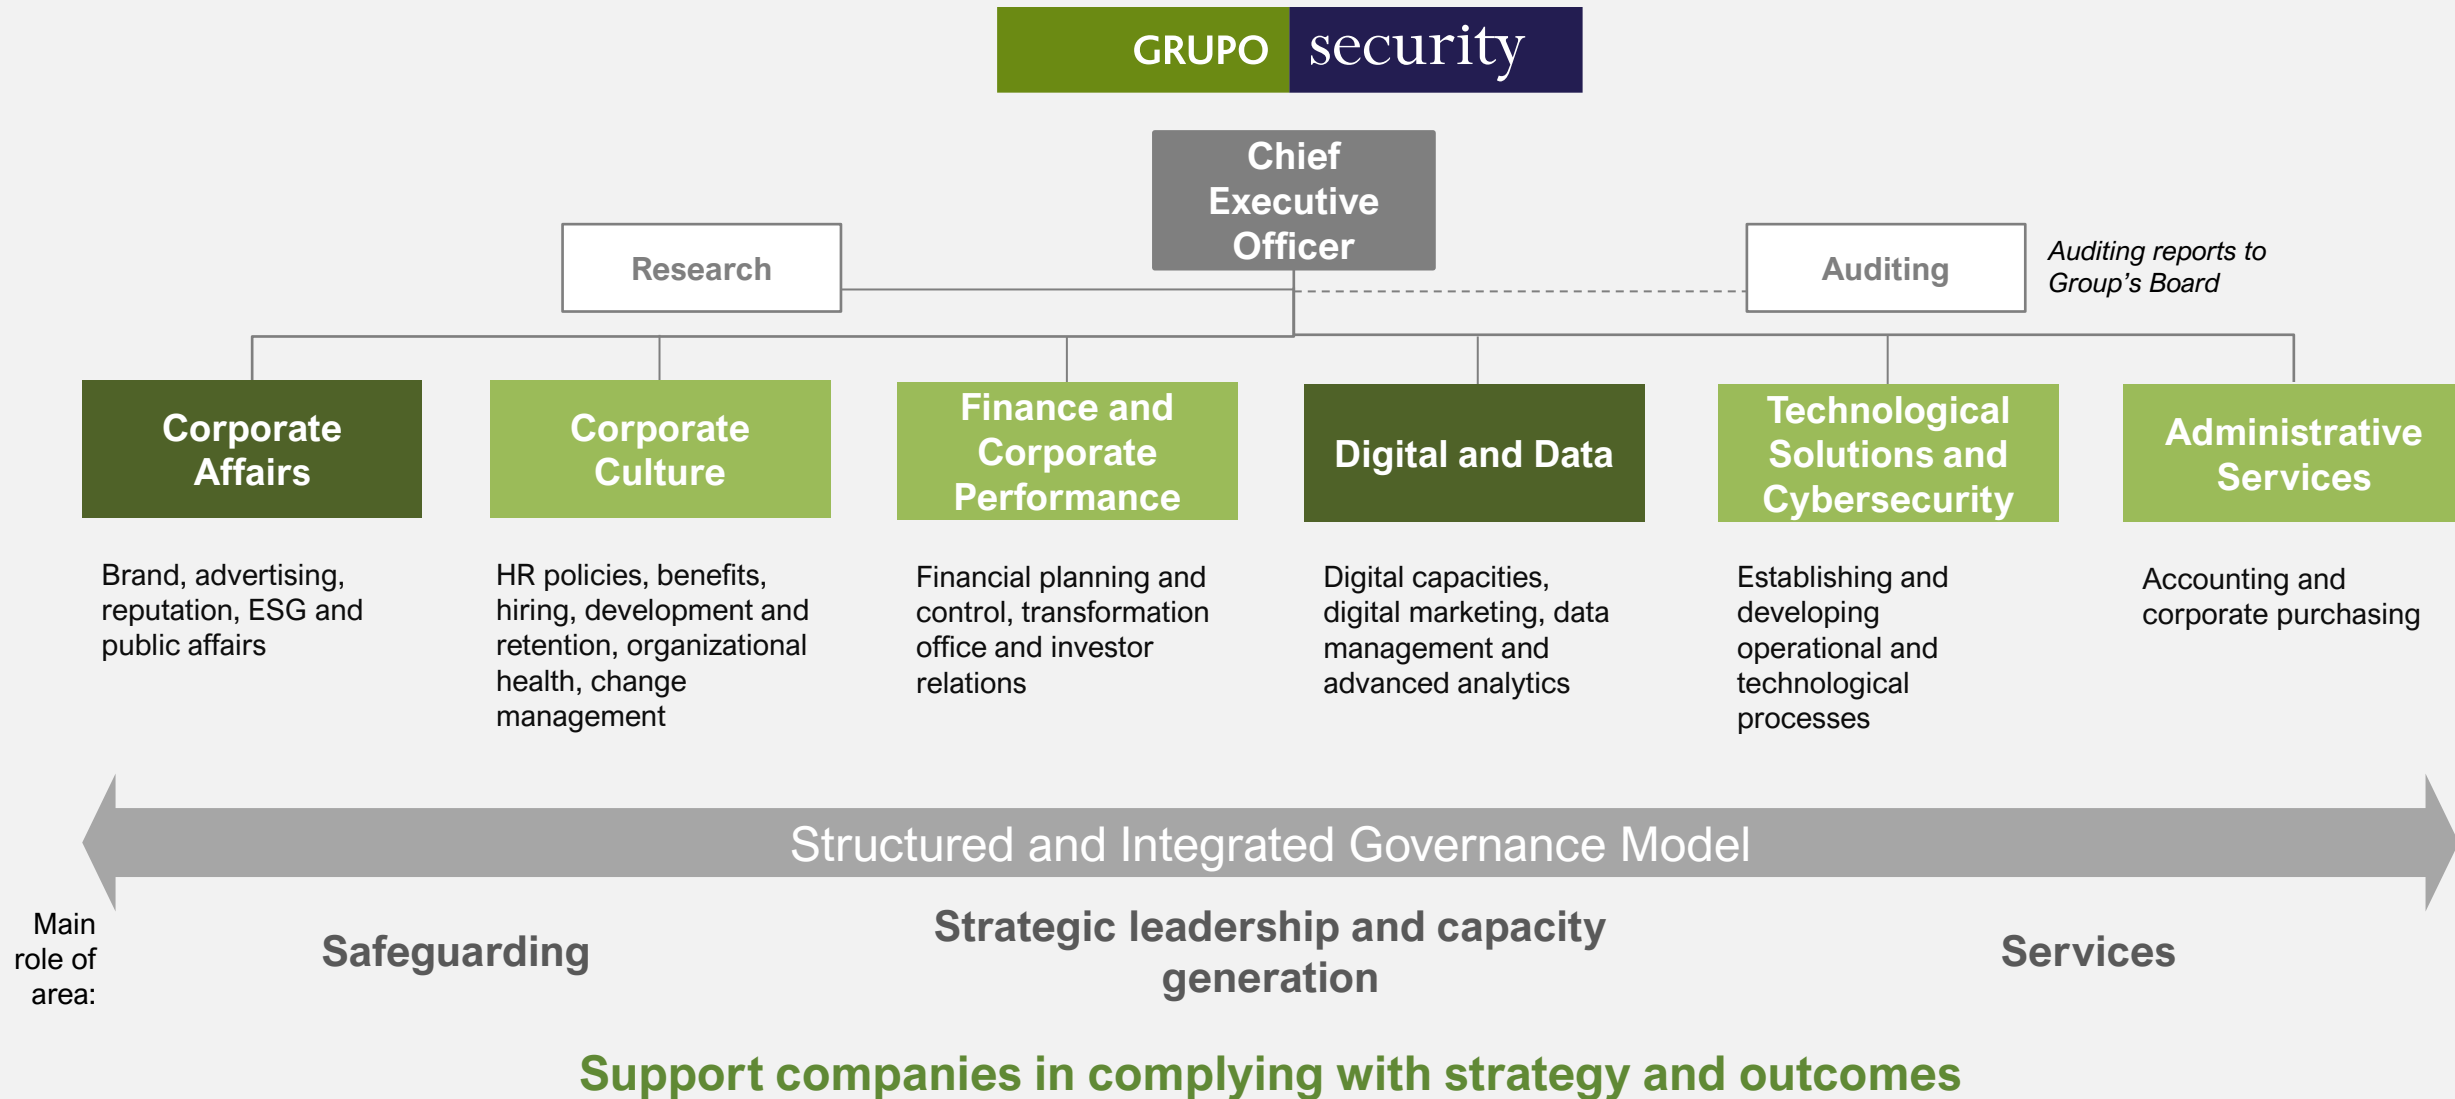 GRUPO security
Chief
Executive
Officer
Research
Auditing
Auditing reports to
Group's Board
Corporate
Affairs
Corporate
Culture
Finance and
Corporate
Performance
Digital and Data
Technological
Solutions and
Cybersecurity
Administrative
Services
Brand, advertising,
reputation, ESG and
public affairs
HR policies, benefits,
hiring, development and
retention, organizational
health, change
management
Financial planning and
control, transformation
office and investor
relations
Digital capacities,
digital marketing, data
management and
advanced analytics
Establishing and
developing
operational and
technological
processes
Accounting and
corporate purchasing
Structured and Integrated Governance Model
Main
role of
area:
Safeguarding
Strategic leadership and capacity
generation
Services
Support companies in complying with strategy and outcomes